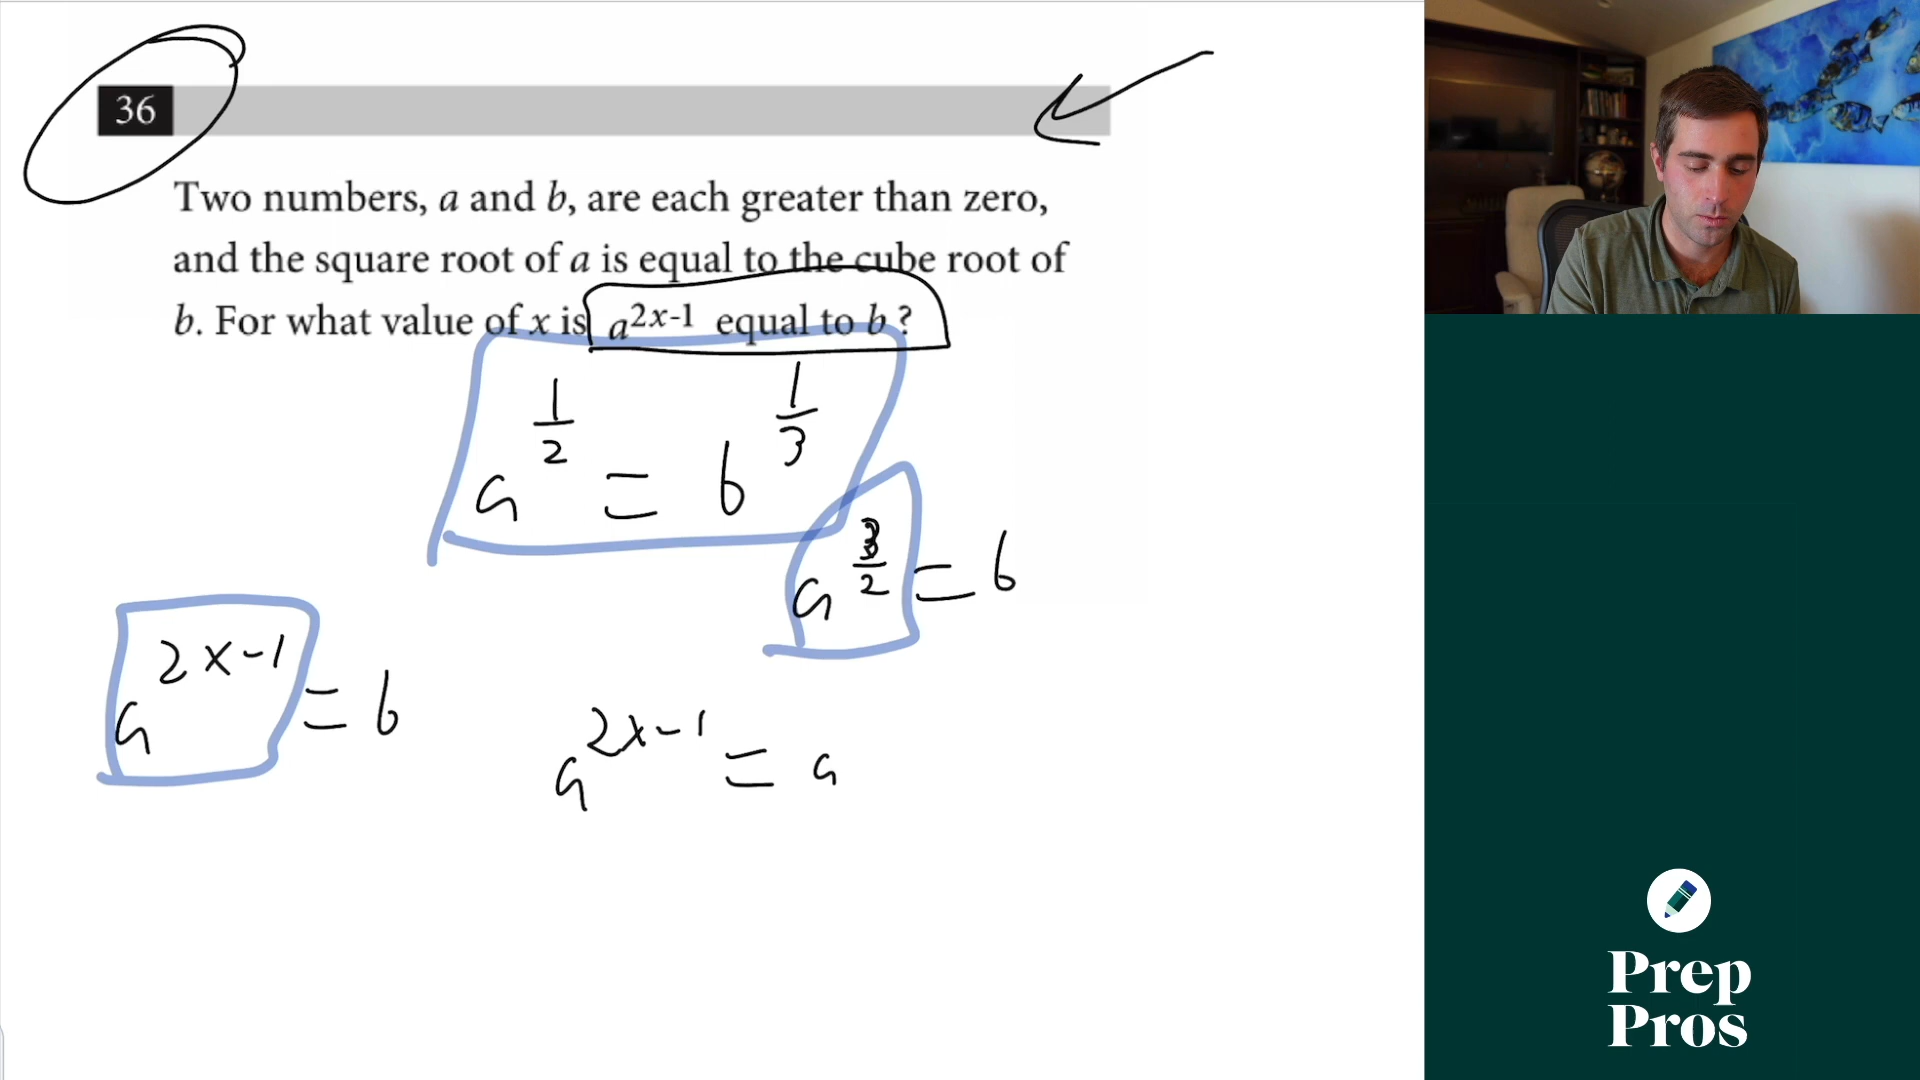 36
Two numbers, a and b, are each greater than zero,
and the square root of a is equal to the cube root of
b. For what value of x is a^{2x-1} equal to b?
a^{1/2} = b^{1/3}
a^{3/2} = b
a^{2x-1} = b
a^{2x-1} = a
Prep
Pros